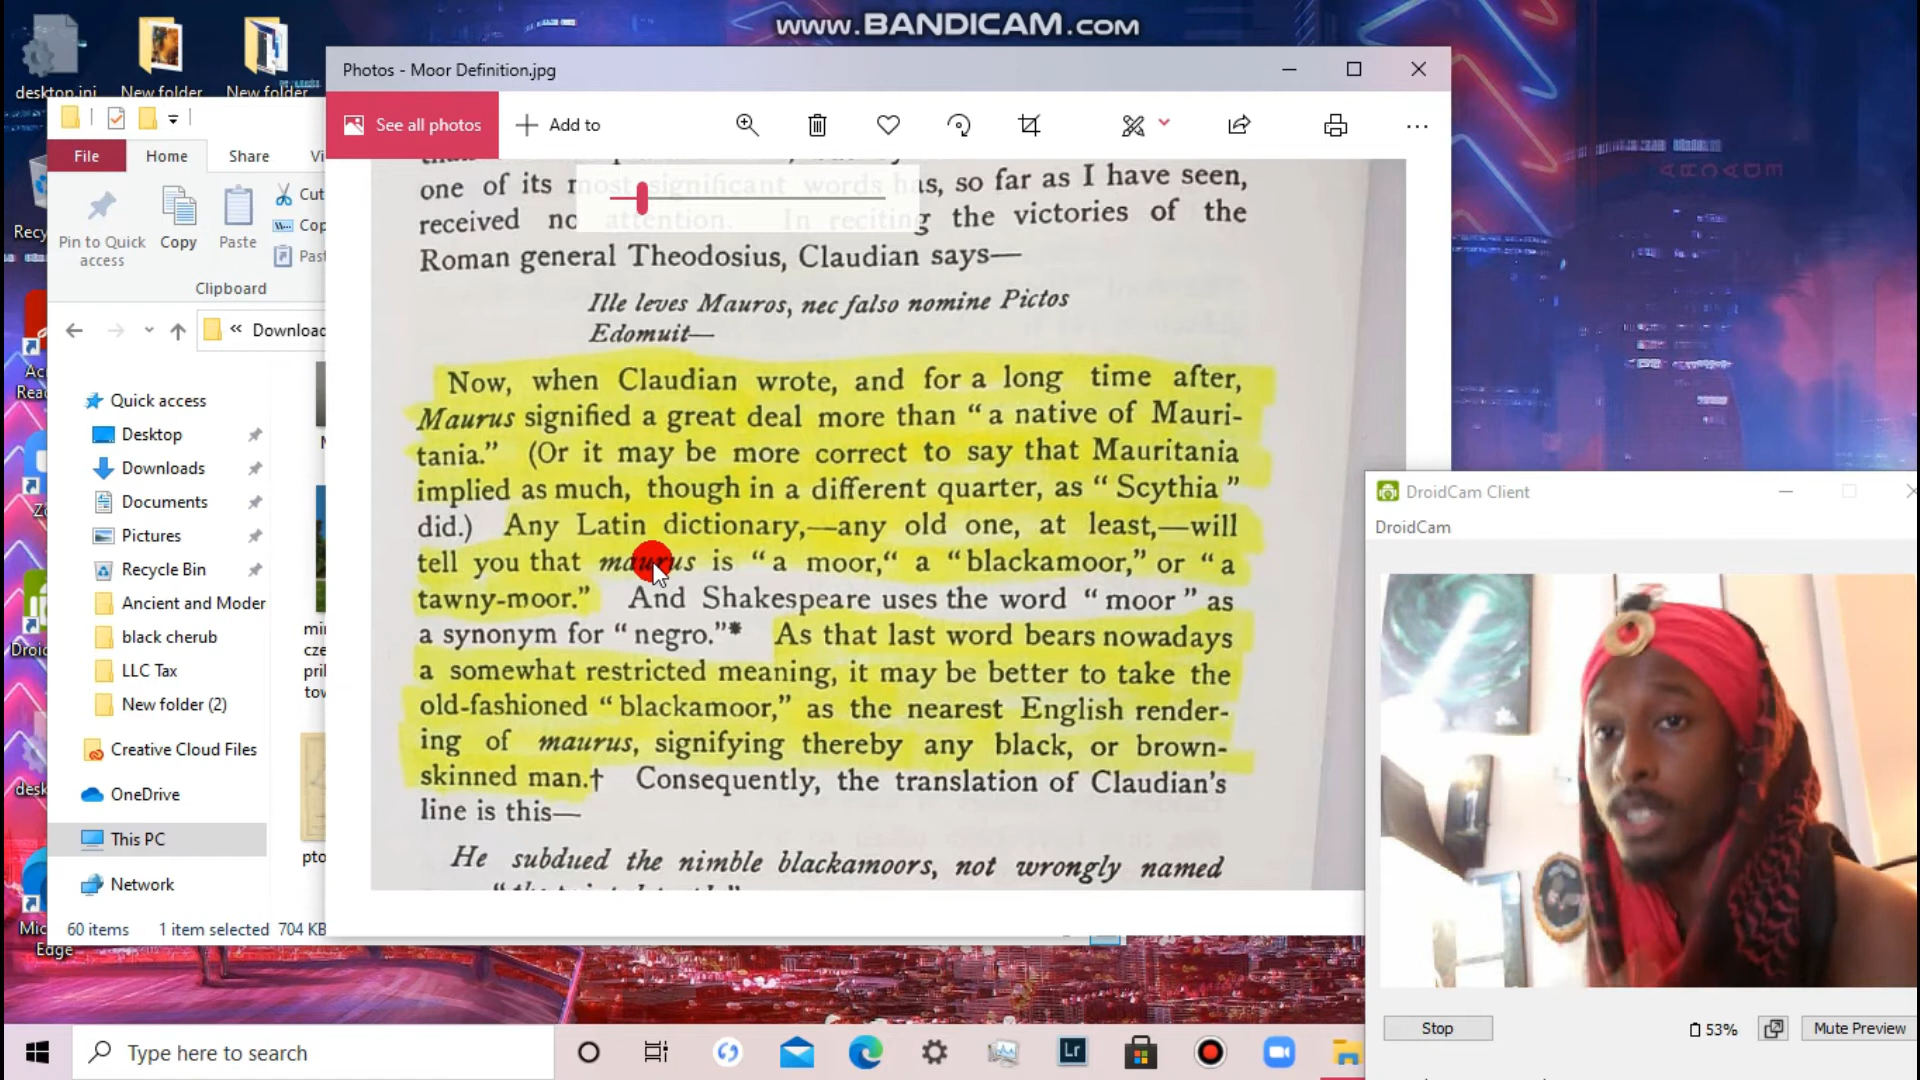 www.BANDICAM.com
desktop.ini
New folder
New folder
Photos - Moor Definition.jpg
See all photos
Add to
File
Home
Share
Pin to Quick access
Copy
Paste
Cut
Clipboard
Download
Quick access
Desktop
Downloads
Documents
Pictures
Recycle Bin
Ancient and Moder
black cherub
LLC Tax
New folder (2)
Creative Cloud Files
OneDrive
This PC
Network
60 items
1 item selected
704 KB
Edge
one of its most significant words has, so far as I have seen,
received no attention. In reciting the victories of the
Roman general Theodosius, Claudian says—
Ille leves Mauros, nec falso nomine Pictos
Edomuit—
Now, when Claudian wrote, and for a long time after,
Maurus signified a great deal more than “a native of Mauri-
tania.” (Or it may be more correct to say that Mauritania
implied as much, though in a different quarter, as “Scythia”
did.) Any Latin dictionary,—any old one, at least,—will
tell you that maurus is “a moor,“ a “blackamoor,” or “a
tawny-moor.” And Shakespeare uses the word “moor” as
a synonym for “negro.”* As that last word bears nowadays
a somewhat restricted meaning, it may be better to take the
old-fashioned “blackamoor,” as the nearest English render-
ing of maurus, signifying thereby any black, or brown-
skinned man.† Consequently, the translation of Claudian's
line is this—
He subdued the nimble blackamoors, not wrongly named
DroidCam Client
DroidCam
Stop
53%
Mute Preview
Type here to search
Lr